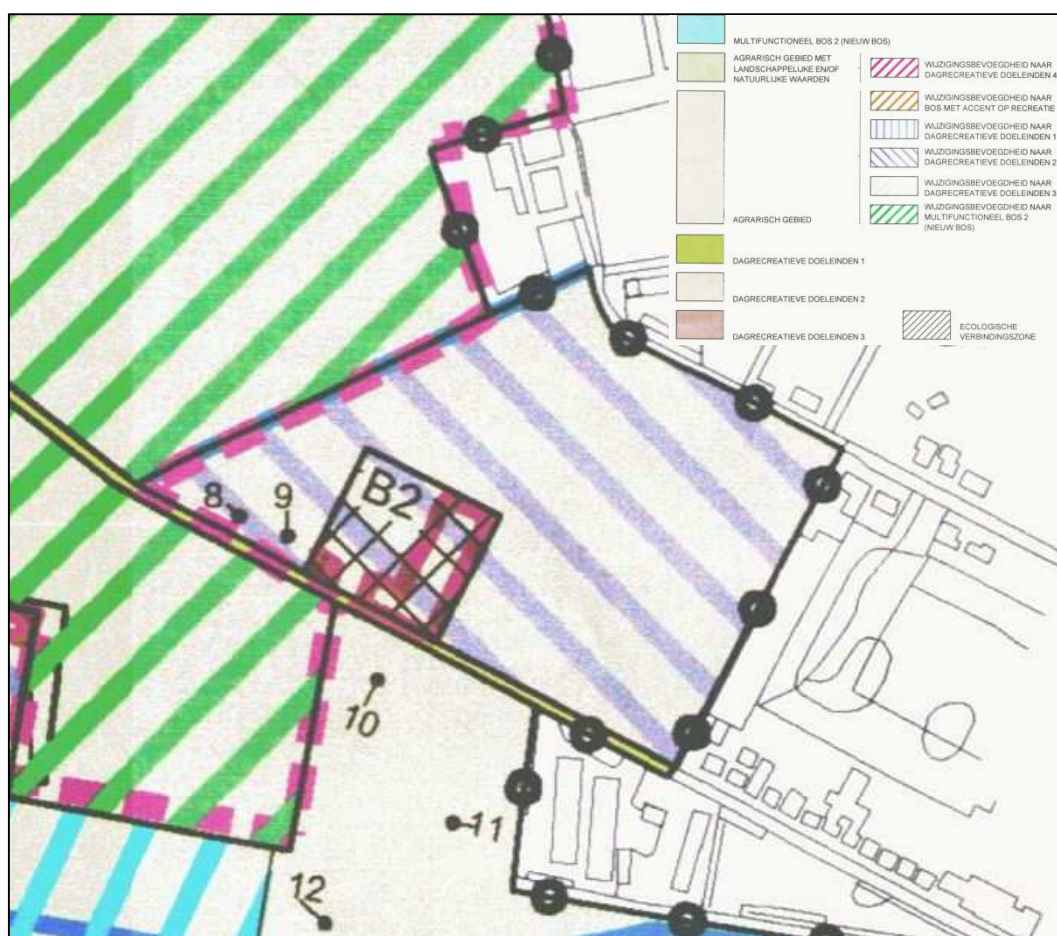 MULTIFUNCTIONEEL BOS 2 (NIEUW BOS)
AGRARISCH GEBIED MET
LANDSCHAPPELIJKE EN/OF
NATUURLIJKE WAARDEN
AGRARISCH GEBIED
DAGRECREATIEVE DOELEINDEN 1
DAGRECREATIEVE DOELEINDEN 2
DAGRECREATIEVE DOELEINDEN 3
WIJZIGINGSBEVOEGDHEID NAAR
DAGRECREATIEVE DOELEINDEN 4
WIJZIGINGSBEVOEGDHEID NAAR
BOS MET ACCENT OP RECREATIE
WIJZIGINGSBEVOEGDHEID NAAR
DAGRECREATIEVE DOELEINDEN 1
WIJZIGINGSBEVOEGDHEID NAAR
DAGRECREATIEVE DOELEINDEN 2
WIJZIGINGSBEVOEGDHEID NAAR
DAGRECREATIEVE DOELEINDEN 3
WIJZIGINGSBEVOEGDHEID NAAR
MULTIFUNCTIONEEL BOS 2
(NIEUW BOS)
ECOLOGISCHE
VERBINDINGSZONE
B2
8
9
10
11
12